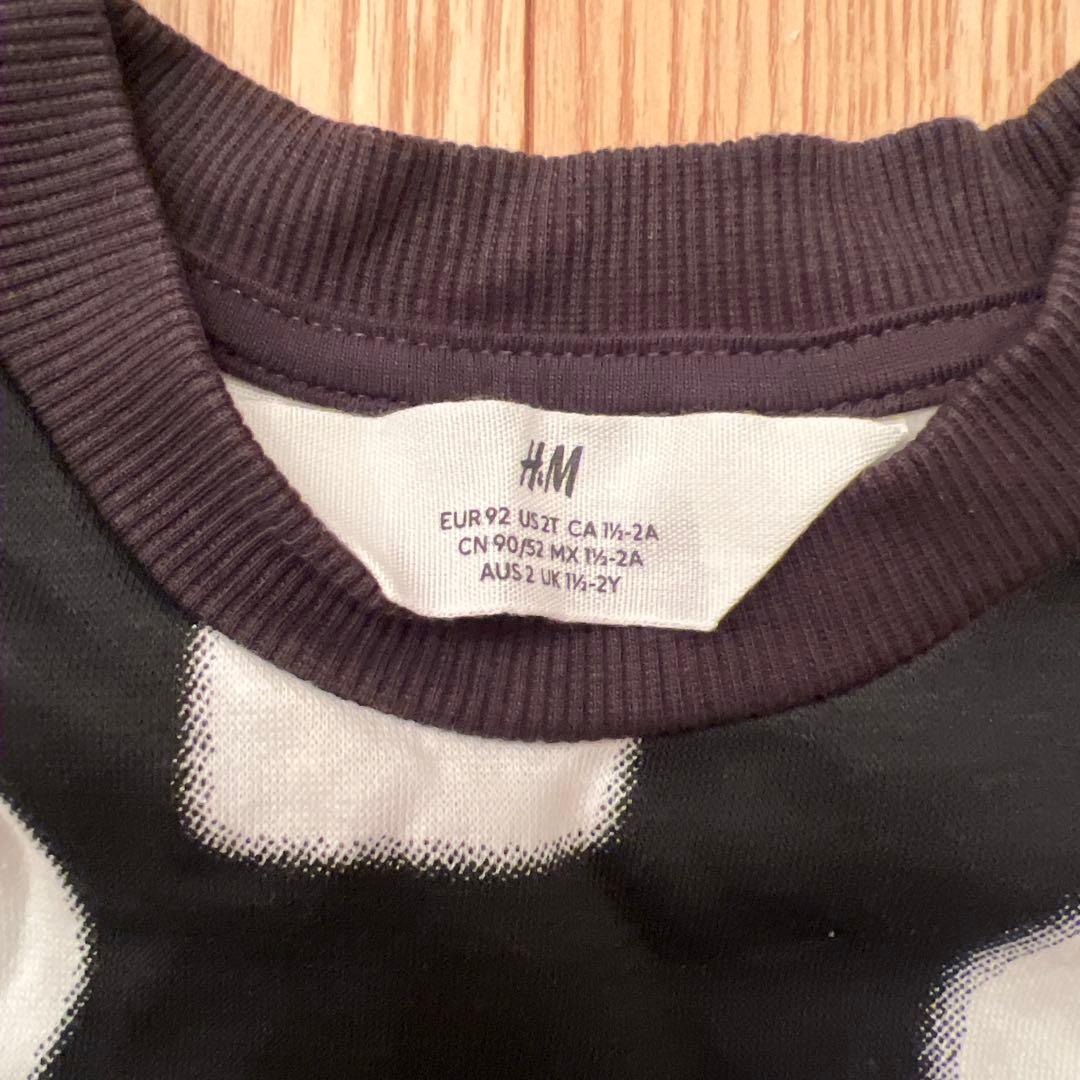 H&M
EUR 92 US 2T CA 1½-2A
CN 90/52 MX 1½-2A
AUS 2 UK 1½-2Y